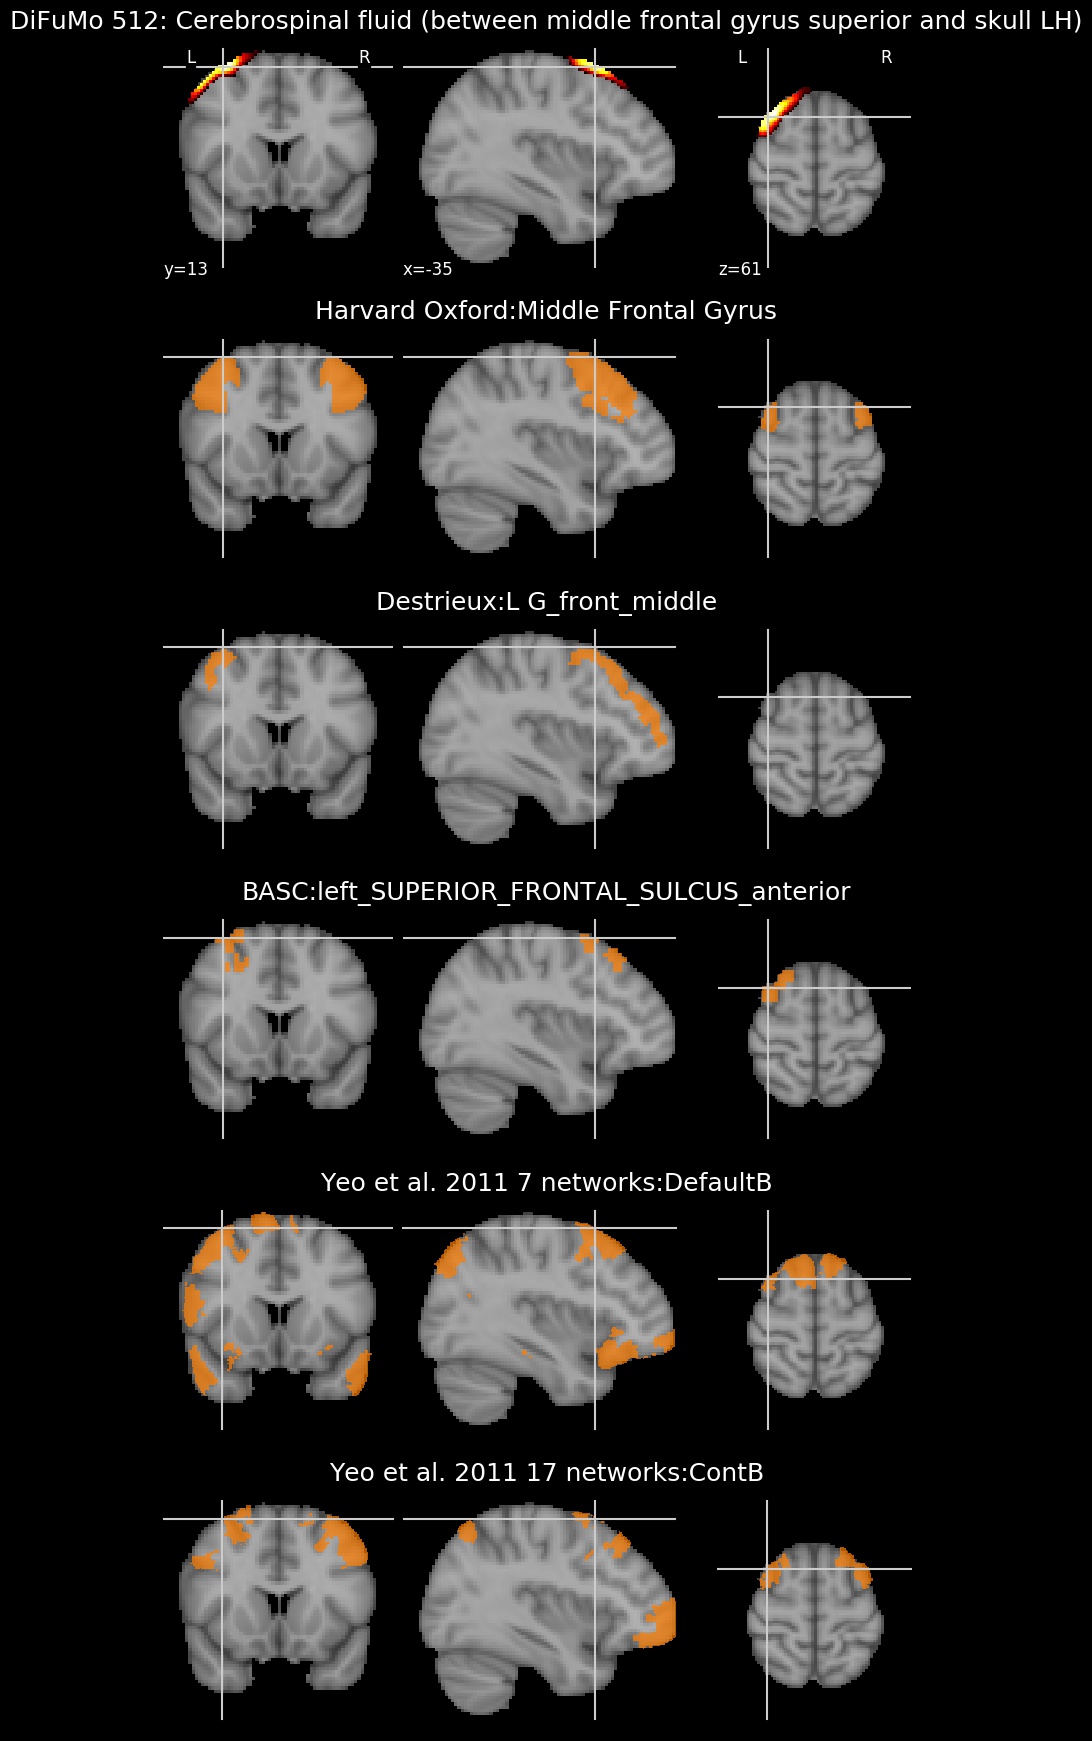 DiFuMo 512: Cerebrospinal fluid (between middle frontal gyrus superior and skull LH)
L R L R
y=13 x=-35 z=61
Harvard Oxford:Middle Frontal Gyrus
Destrieux:L G_front_middle
BASC:left_SUPERIOR_FRONTAL_SULCUS_anterior
Yeo et al. 2011 7 networks:DefaultB
Yeo et al. 2011 17 networks:ContB